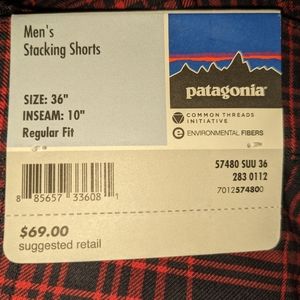 Men's
Stacking Shorts
SIZE: 36"
INSEAM: 10"
Regular Fit
patagonia®
COMMON THREADS
INITIATIVE
e ENVIRONMENTAL FIBERS
57480 SUU 36
283 0112
7012574800
8 85657 33608 1
$69.00
suggested retail